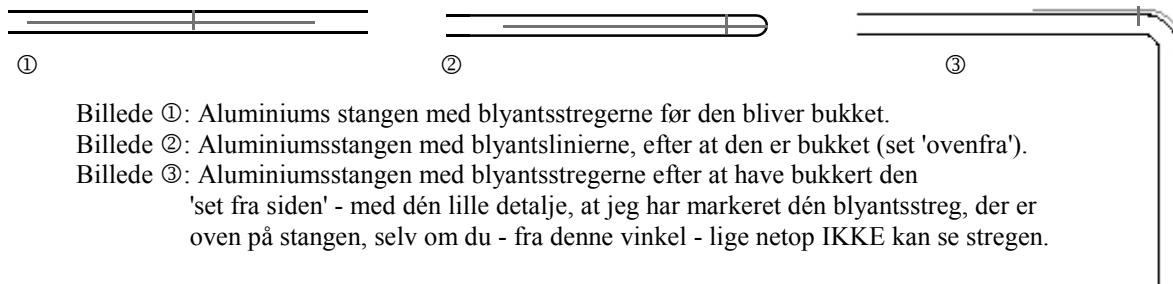 ① ② ③
Billede ①: Aluminiums stangen med blyantsstregerne før den bliver bukket.
Billede ②: Aluminiumsstangen med blyantslinierne, efter at den er bukket (set 'ovenfra').
Billede ③: Aluminiumsstangen med blyantsstregerne efter at have bukkert den
'set fra siden' - med dén lille detalje, at jeg har markeret dén blyantsstreg, der er
oven på stangen, selv om du - fra denne vinkel - lige netop IKKE kan se stregen.